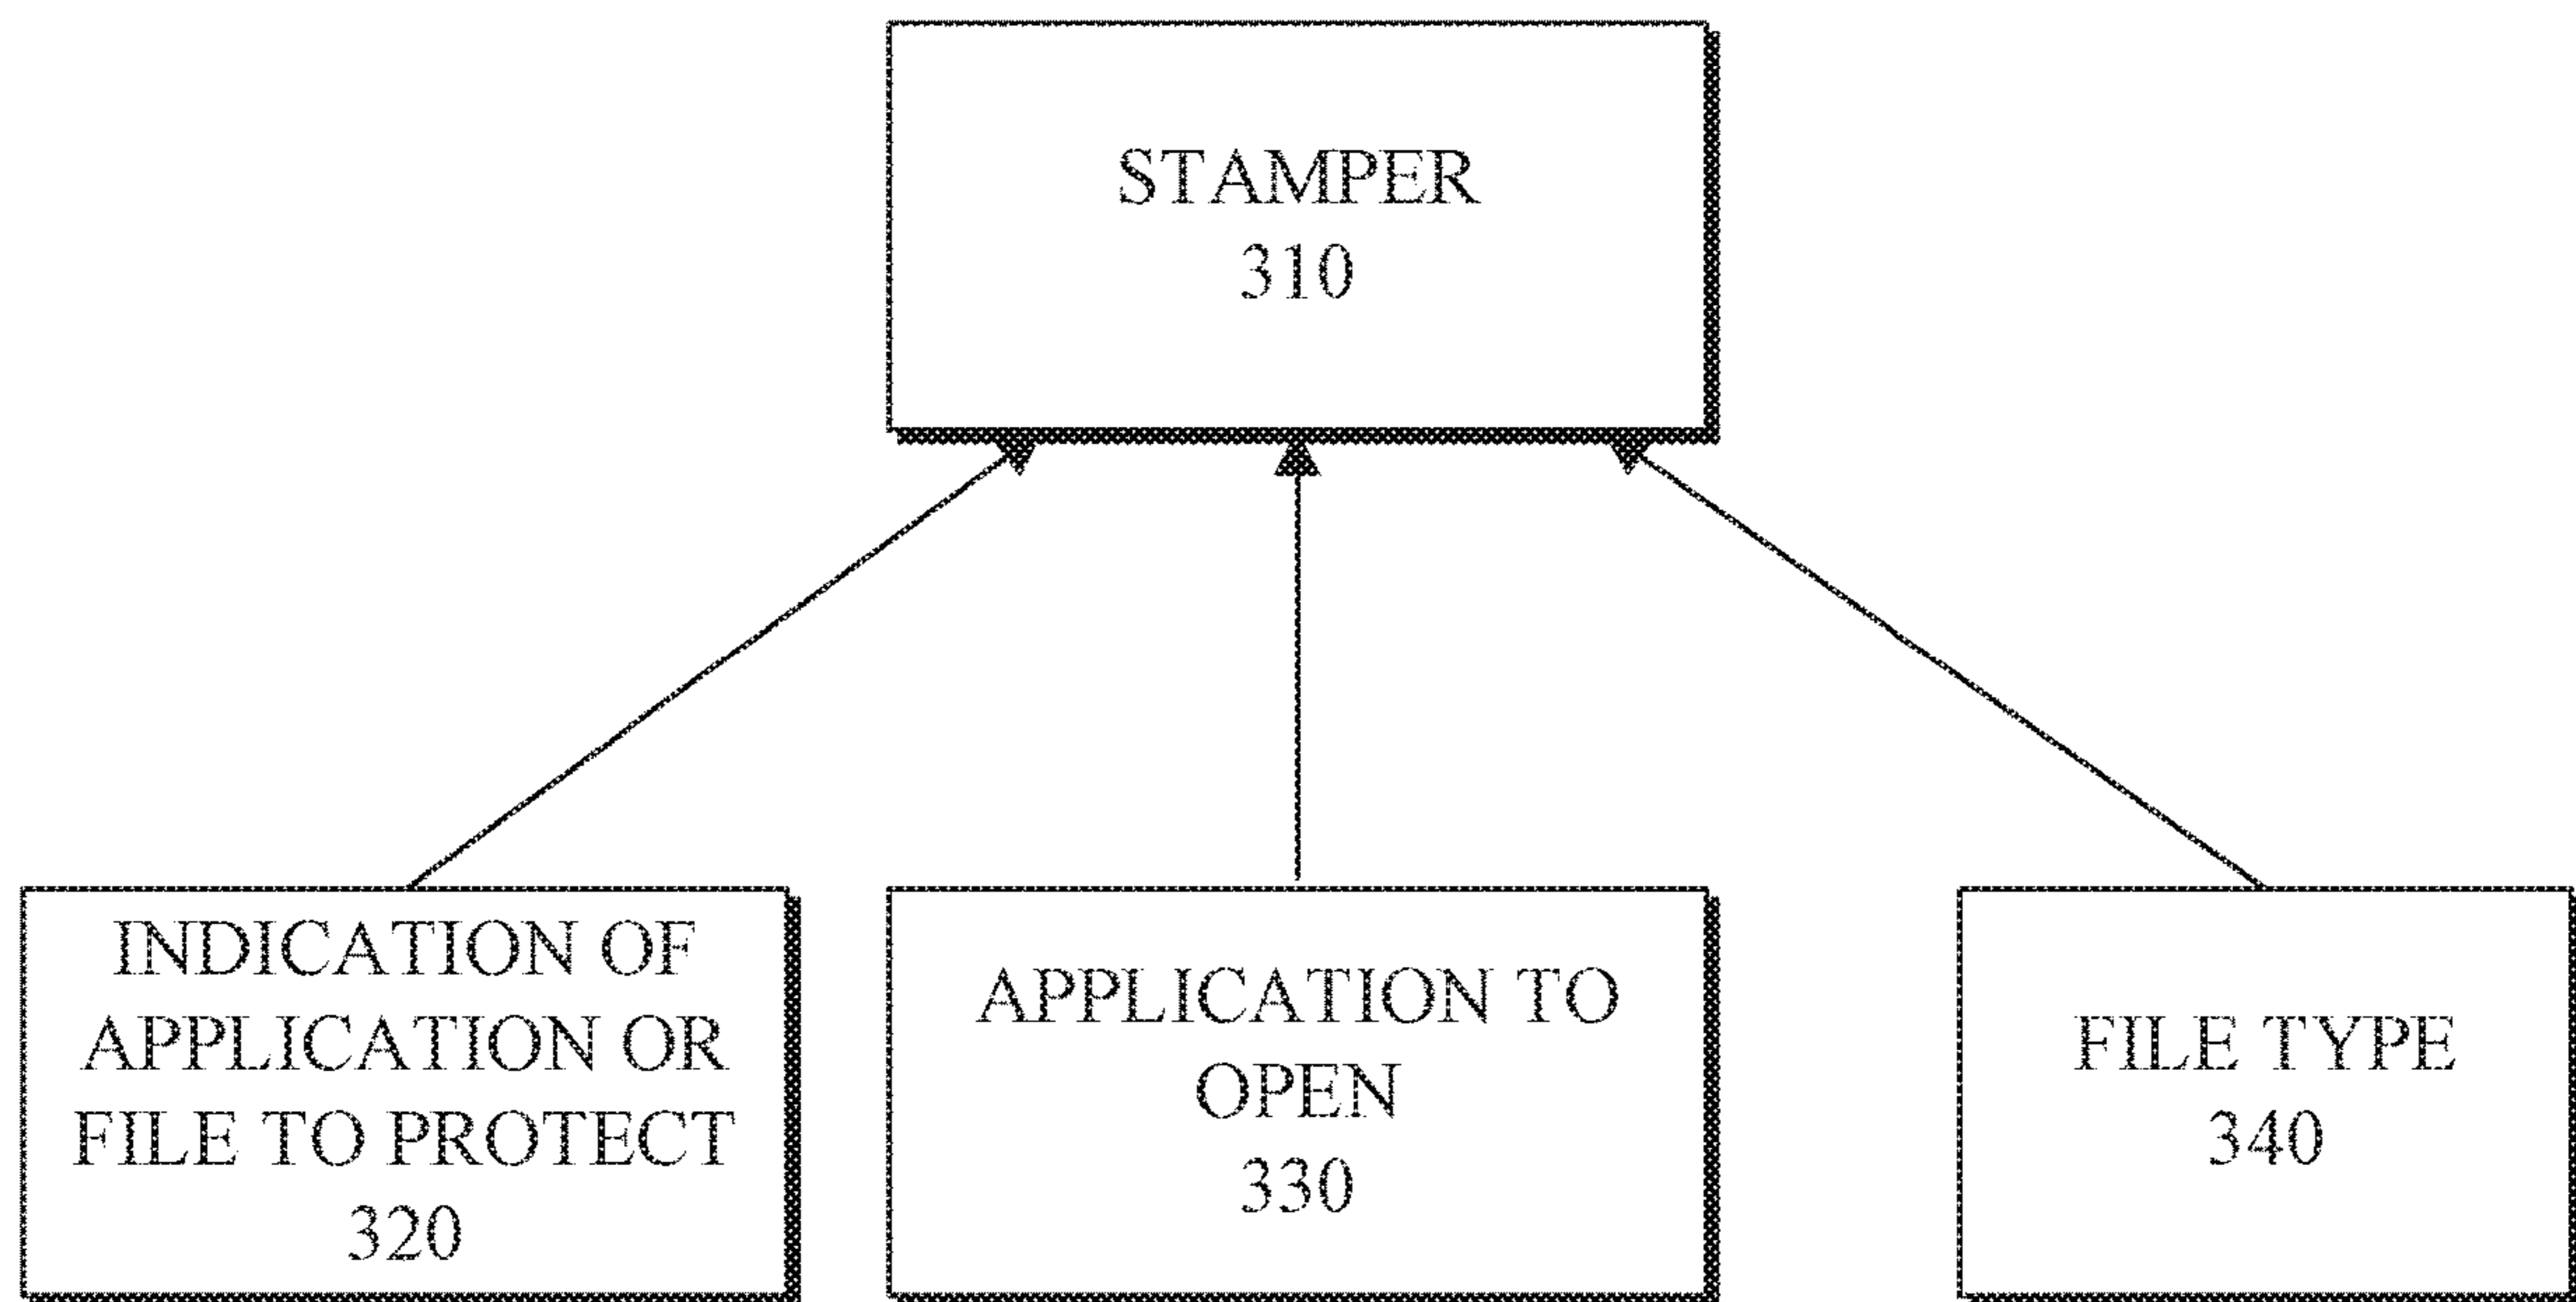 STAMPER
310
INDICATION OF
APPLICATION OR
FILE TO PROTECT
320
APPLICATION TO
OPEN
330
FILE TYPE
340